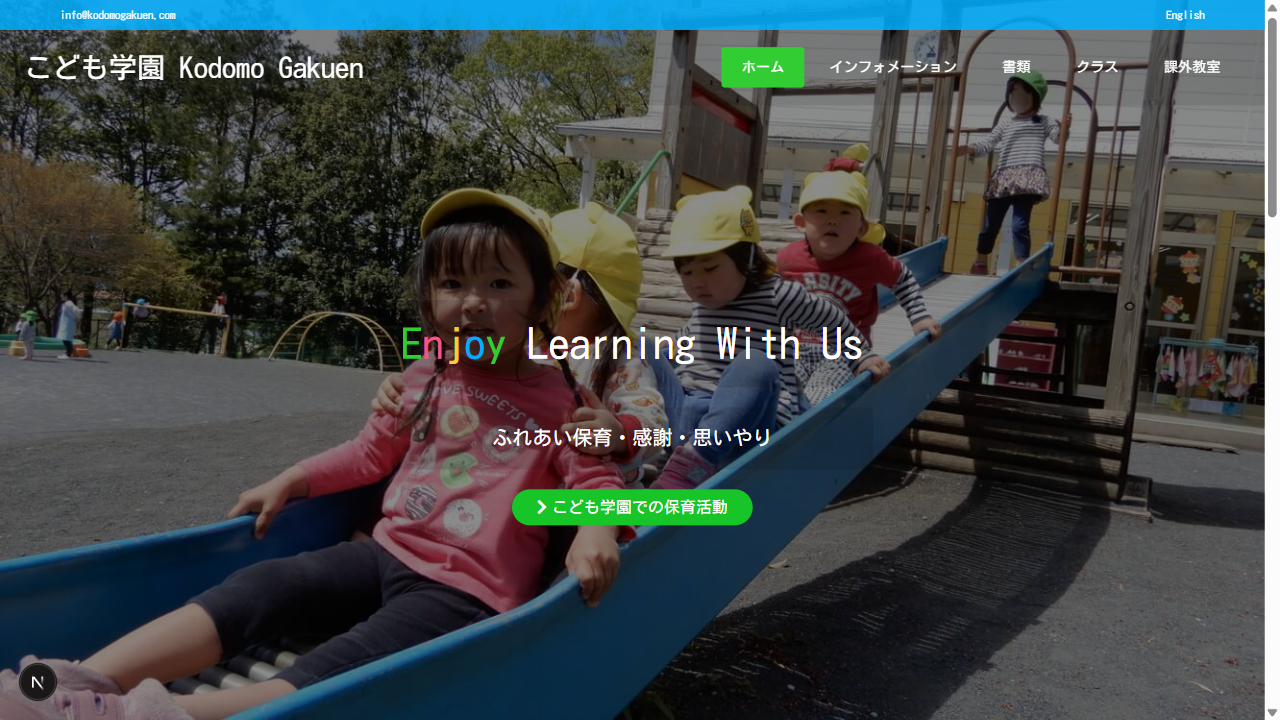 info@kodomogakuen.com
English
こども学園 Kodomo Gakuen
ホーム
インフォメーション
書類
クラス
課外教室
Enjoy Learning With Us
ふれあい保育・感謝・思いやり
こども学園での保育活動
LOVE SWEETS
N